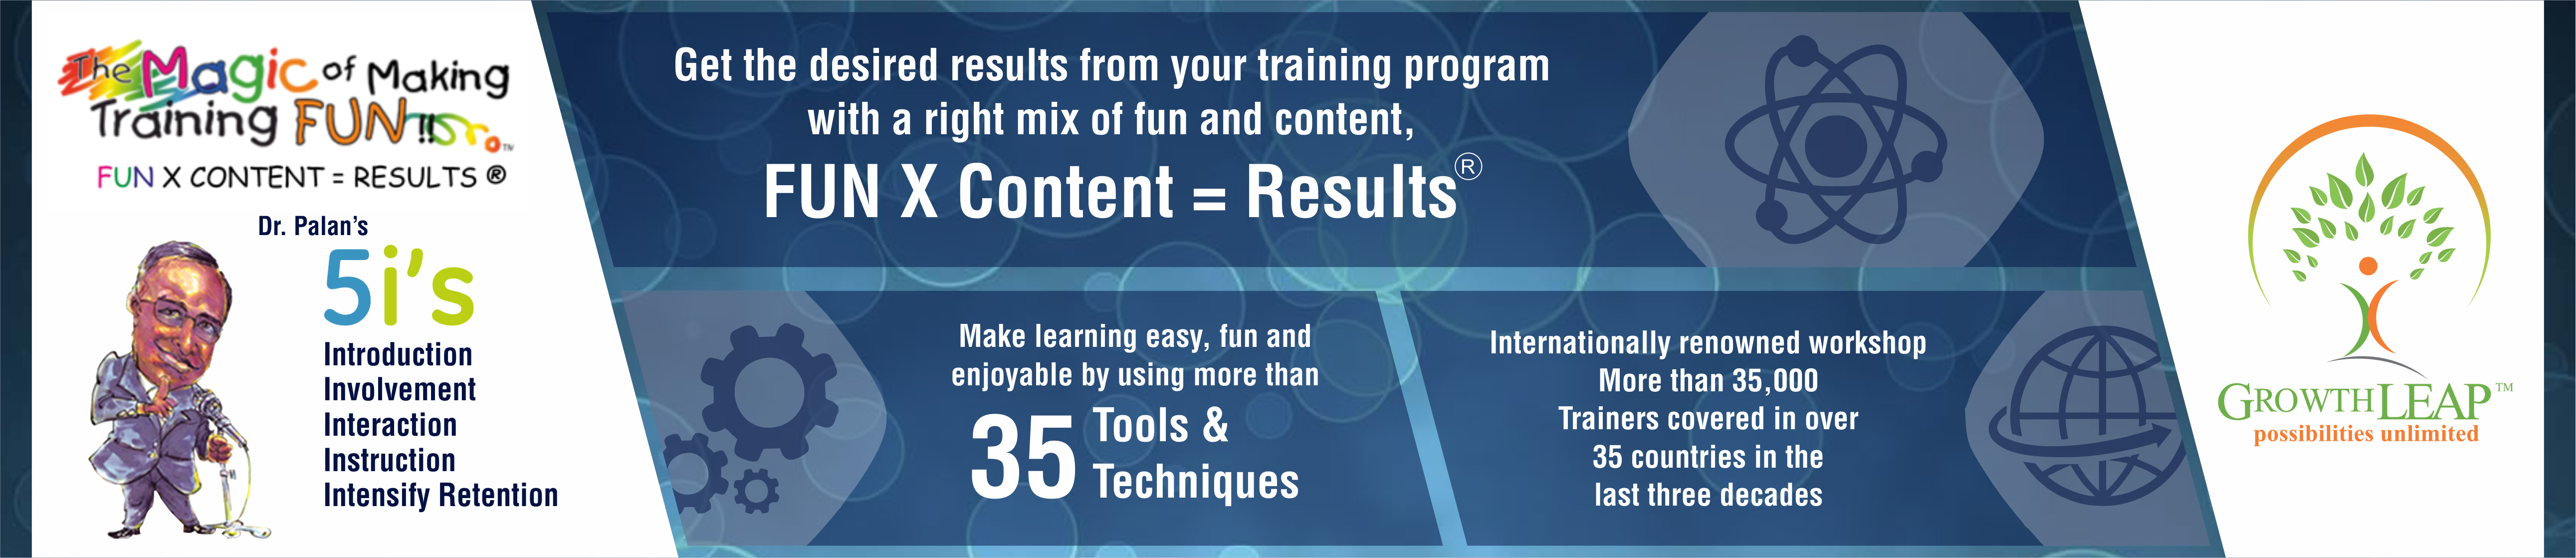 The Magic of Making
Training FUN!!
TM
FUN X CONTENT = RESULTS ®
Dr. Palan's
5i's
Introduction
Involvement
Interaction
Instruction
Intensify Retention
Get the desired results from your training program
with a right mix of fun and content,
FUN X Content = Results®
Make learning easy, fun and
enjoyable by using more than
35 Tools &
Techniques
Internationally renowned workshop
More than 35,000
Trainers covered in over
35 countries in the
last three decades
GROWTHLEAP™
possibilities unlimited